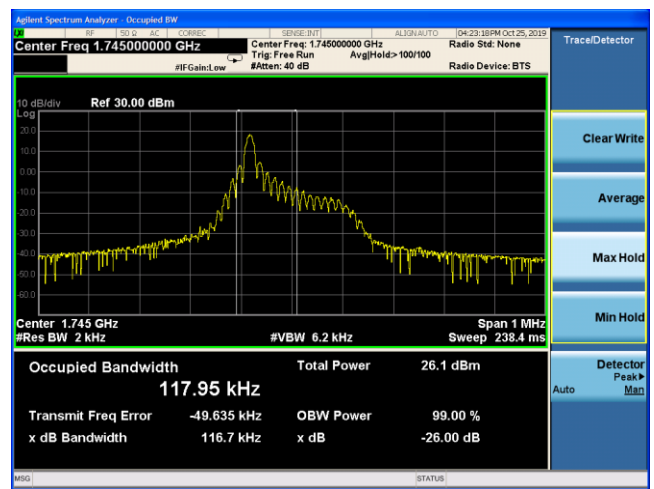 Agilent Spectrum Analyzer - Occupied BW
RF 50 Ω AC CORREC SENSE:INT ALIGNAUTO 04:23:18PM Oct 25, 2019
Center Freq 1.745000000 GHz Center Freq: 1.745000000 GHz Radio Std: None Trace/Detector
Trig: Free Run Avg|Hold:> 100/100
#IFGain:Low #Atten: 40 dB Radio Device: BTS
10 dB/div Ref 30.00 dBm
Log
20.0
10.0
0.00
-10.0
-20.0
-30.0
-40.0
-50.0
-60.0
Clear Write
Average
Max Hold
Min Hold
Center 1.745 GHz Span 1 MHz
#Res BW 2 kHz #VBW 6.2 kHz Sweep 238.4 ms
Occupied Bandwidth Total Power 26.1 dBm
117.95 kHz
Transmit Freq Error -49.635 kHz OBW Power 99.00 %
x dB Bandwidth 116.7 kHz x dB -26.00 dB
Detector
Peak▶
Auto Man
MSG STATUS